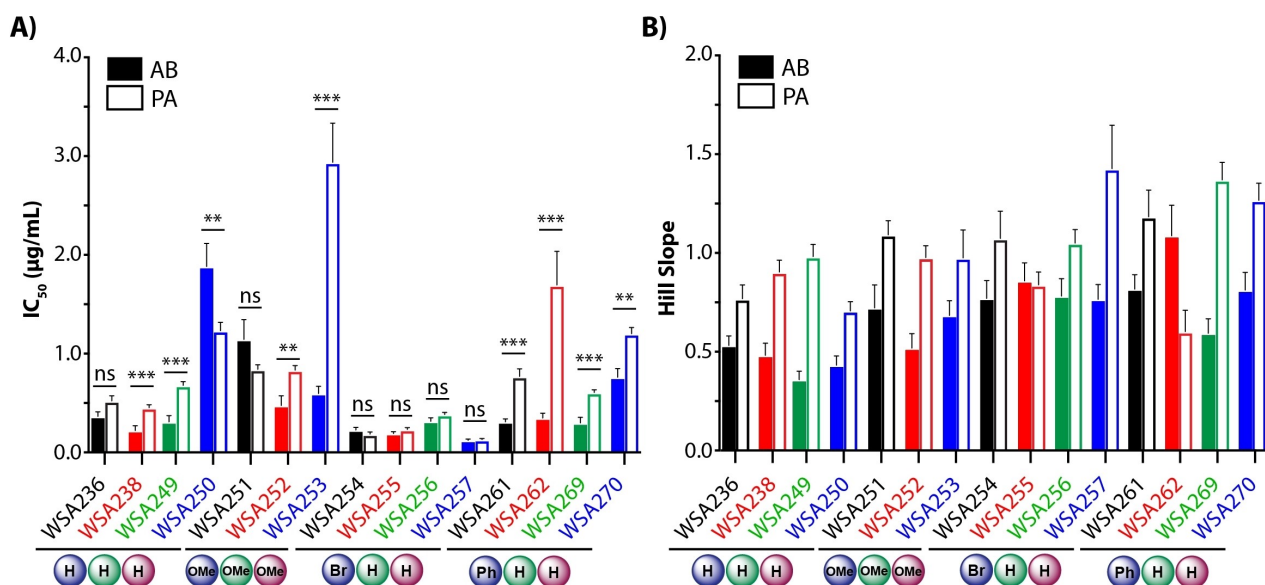 A)
4.0
3.0
2.0
1.0
0.0
IC50 (μg/mL)
AB
PA
ns
***
***
**
ns
**
***
ns
ns
ns
ns
***
***
***
**
WSA236
WSA238
WSA249
WSA250
WSA251
WSA252
WSA253
WSA254
WSA255
WSA256
WSA257
WSA261
WSA262
WSA269
WSA270
H H H
OMe OMe OMe
Br H H
Ph H H
B)
2.0
1.5
1.0
0.5
0.0
Hill Slope
AB
PA
WSA236
WSA238
WSA249
WSA250
WSA251
WSA252
WSA253
WSA254
WSA255
WSA256
WSA257
WSA261
WSA262
WSA269
WSA270
H H H
OMe OMe OMe
Br H H
Ph H H